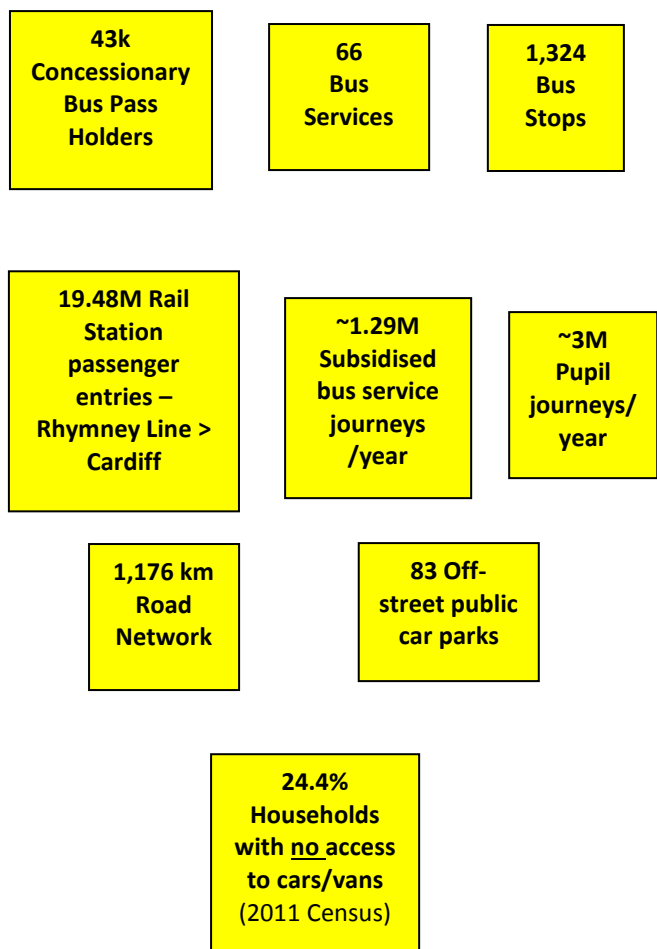 43k
Concessionary
Bus Pass
Holders
66
Bus
Services
1,324
Bus
Stops
19.48M Rail
Station
passenger
entries –
Rhymney Line >
Cardiff
~1.29M
Subsidised
bus service
journeys
/year
~3M
Pupil
journeys/
year
1,176 km
Road
Network
83 Off-
street public
car parks
24.4%
Households
with no access
to cars/vans
(2011 Census)